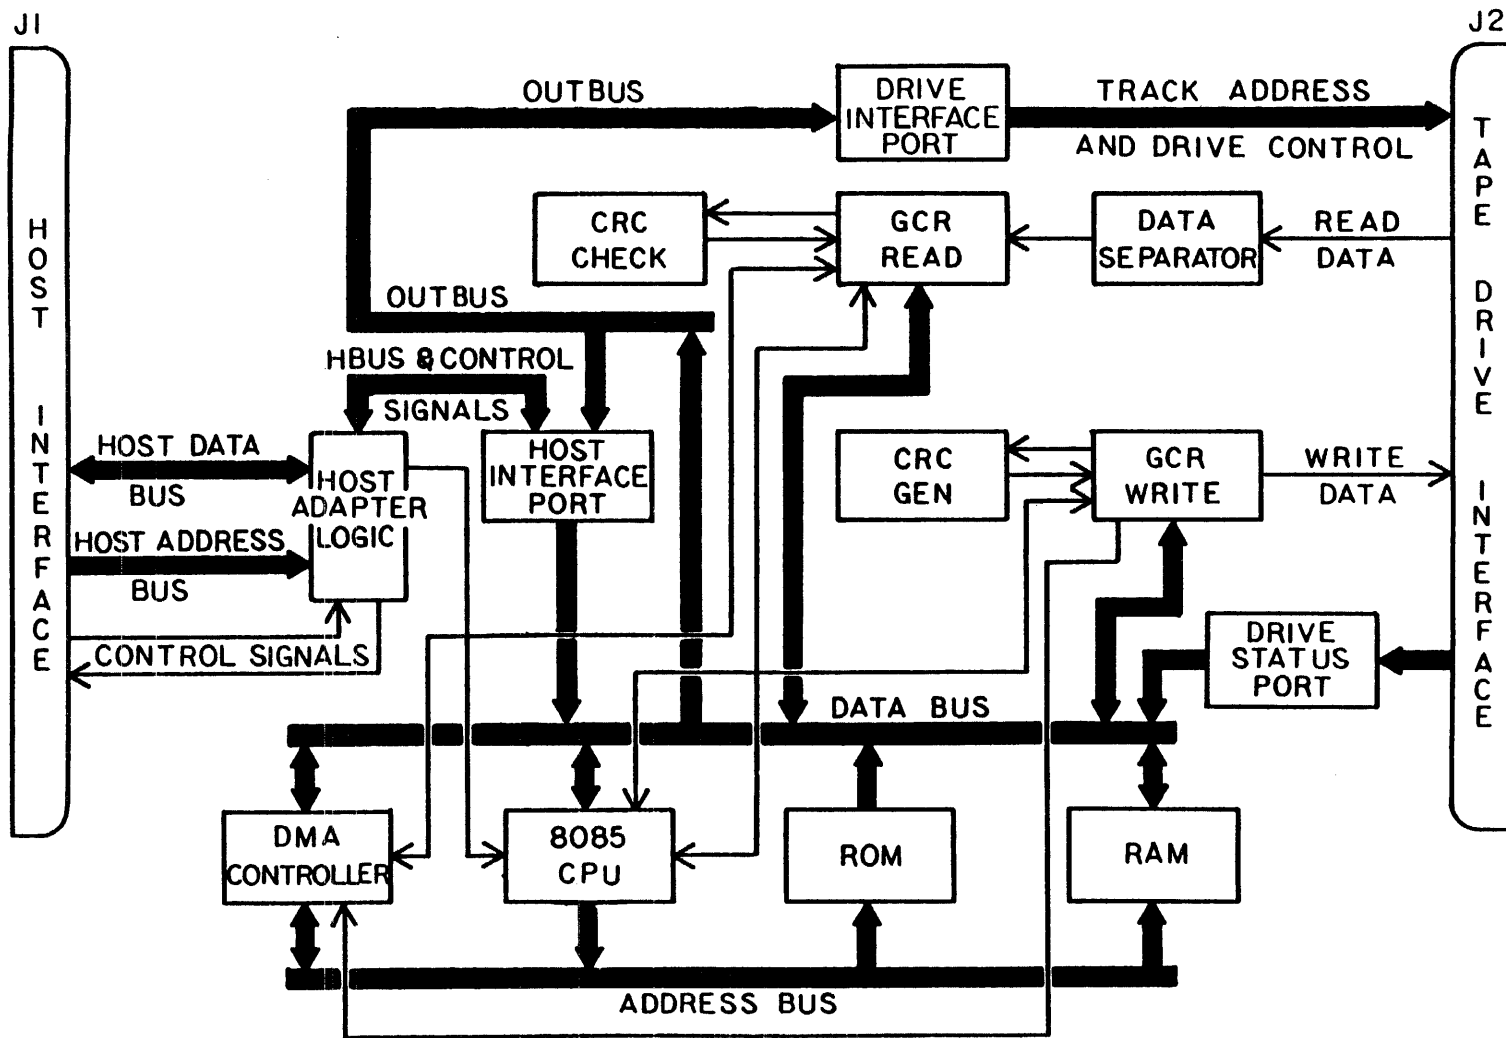 J1
J2
HOST INTERFACE
TAPE DRIVE INTERFACE
OUTBUS
DRIVE
INTERFACE
PORT
TRACK ADDRESS
AND DRIVE CONTROL
CRC
CHECK
GCR
READ
DATA
SEPARATOR
READ
DATA
OUTBUS
HBUS & CONTROL
SIGNALS
HOST DATA
BUS
HOST
ADAPTER
LOGIC
HOST
INTERFACE
PORT
CRC
GEN
GCR
WRITE
WRITE
DATA
HOST ADDRESS
BUS
CONTROL SIGNALS
DRIVE
STATUS
PORT
DATA BUS
DMA
CONTROLLER
8085
CPU
ROM
RAM
ADDRESS BUS